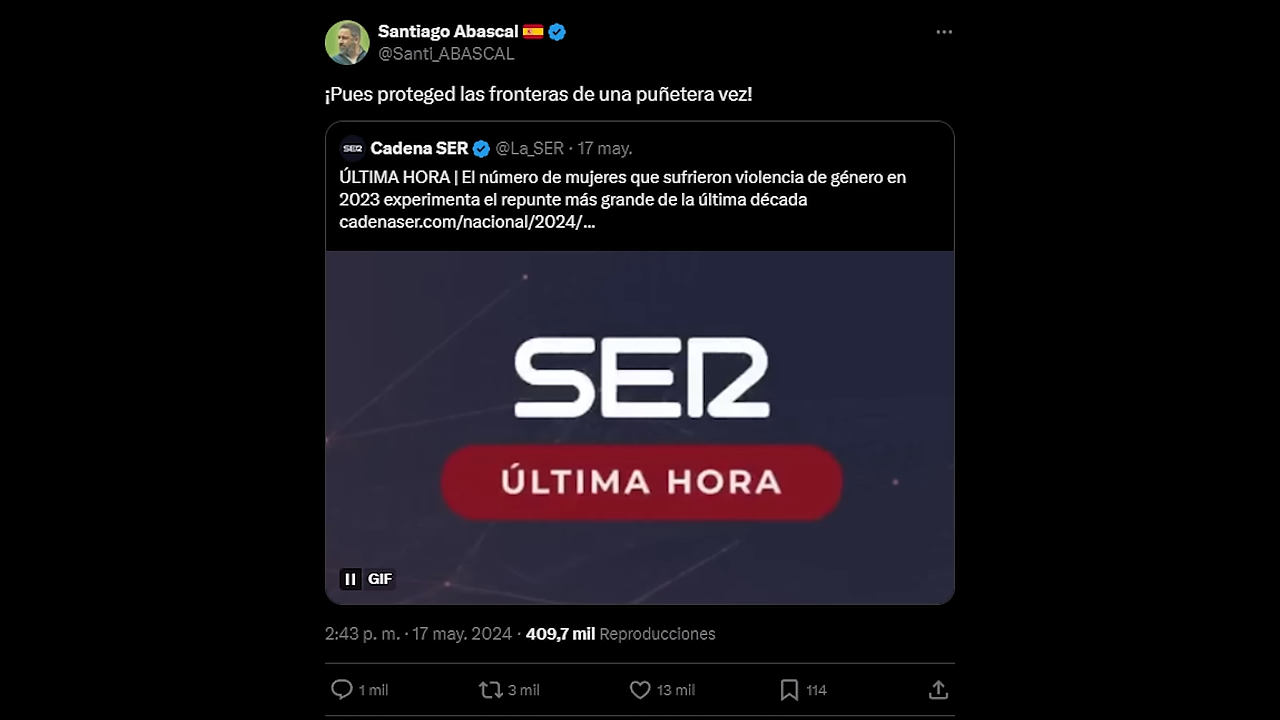 Santiago Abascal
@Santi_ABASCAL
¡Pues proteged las fronteras de una puñetera vez!
SER Cadena SER @La_SER · 17 may.
ÚLTIMA HORA | El número de mujeres que sufrieron violencia de género en
2023 experimenta el repunte más grande de la última década
cadenaser.com/nacional/2024/...
SER
ÚLTIMA HORA
GIF
2:43 p. m. · 17 may. 2024 · 409,7 mil Reproducciones
1 mil 3 mil 13 mil 114